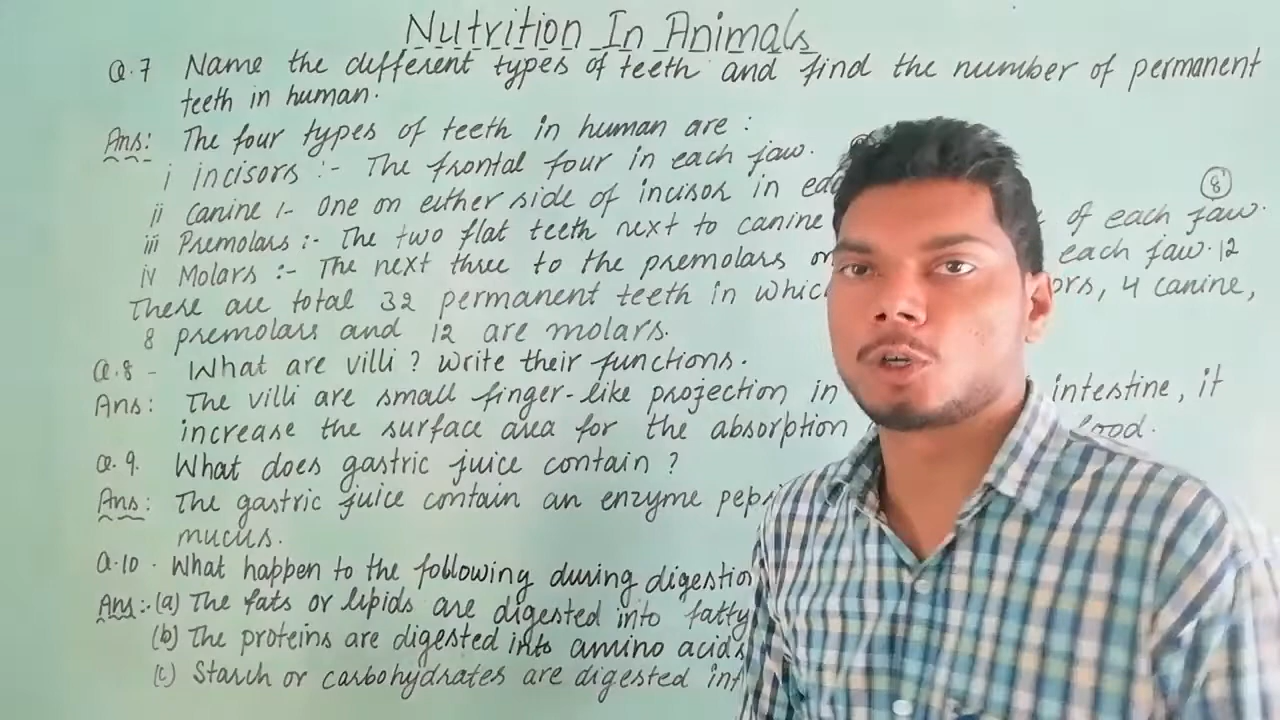 Nutrition In Animals
Q.7 Name the different types of teeth and find the number of permanent
teeth in human.
Ans: The four types of teeth in human are :
i incisors :- The frontal four in each jaw.
ii Canine :- One on either side of incisor in
8
iii Premolars :- The two flat teeth next to canine of each jaw.
iv Molars :- The next three to the premolars each jaw. 12
There are total 32 permanent teeth in 4 canine,
8 premolars and 12 are molars.
Q.8 - What are villi ? Write their functions.
Ans: The villi are small finger-like projection in intestine, it
increase the surface area for the absorption food.
Q.9. What does gastric juice contain ?
Ans: The gastric juice contain an enzyme
mucus.
Q.10 . What happen to the following during
Ans:. (a) The fats or lipids are digested into fatty
(b) The proteins are digested into amino acids
(c) Starch or carbohydrates are digested